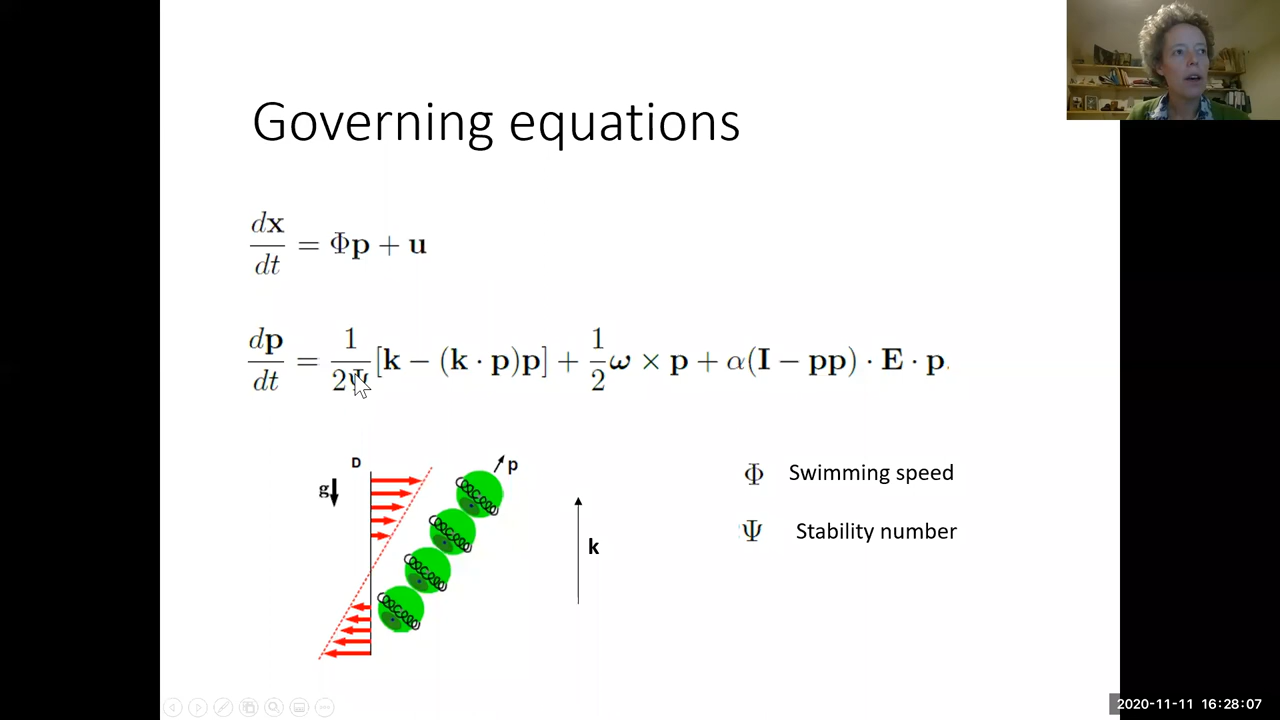 Governing equations
dx/dt = Φp + u
dp/dt = 1/2Ψ [k − (k · p)p] + 1/2 ω × p + α(I − pp) · E · p.
D
p
g
k
Φ Swimming speed
Ψ Stability number
2020-11-11 16:28:07